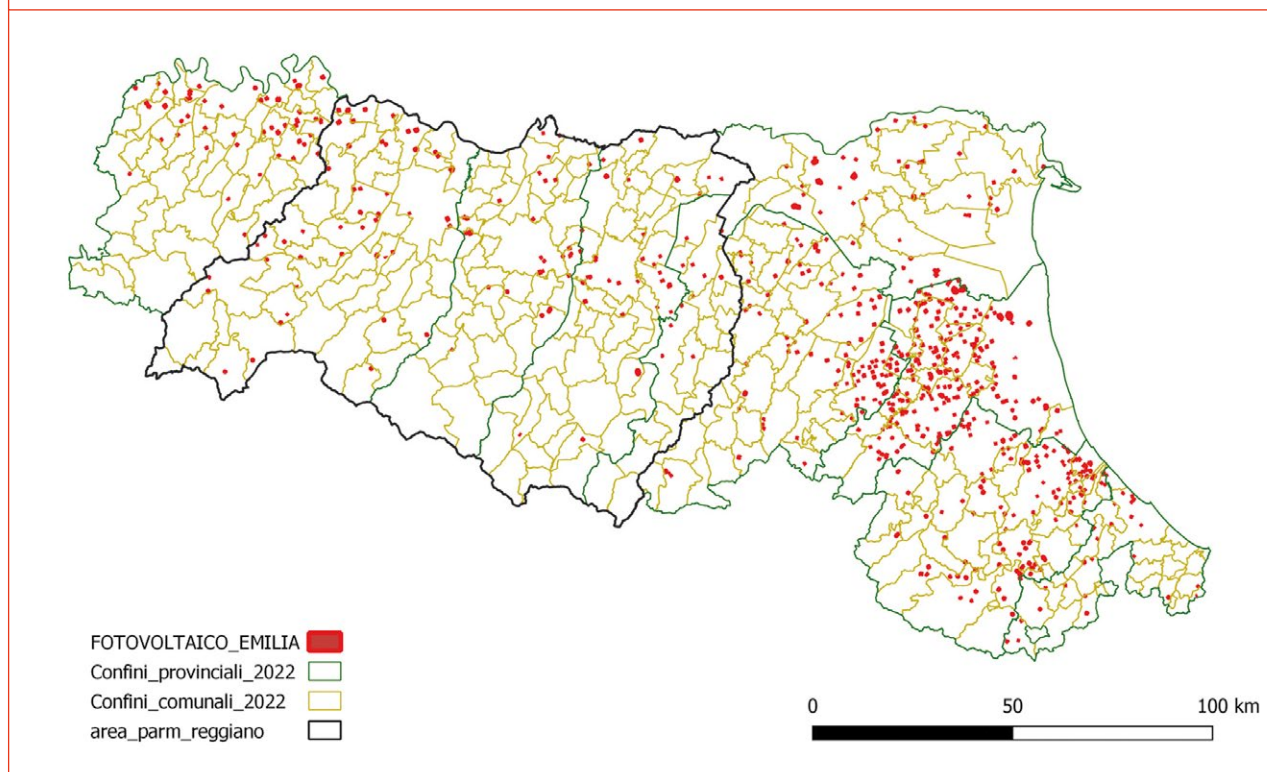 FOTOVOLTAICO_EMILIA
Confini_provinciali_2022
Confini_comunali_2022
area_parm_reggiano
0 50 100 km